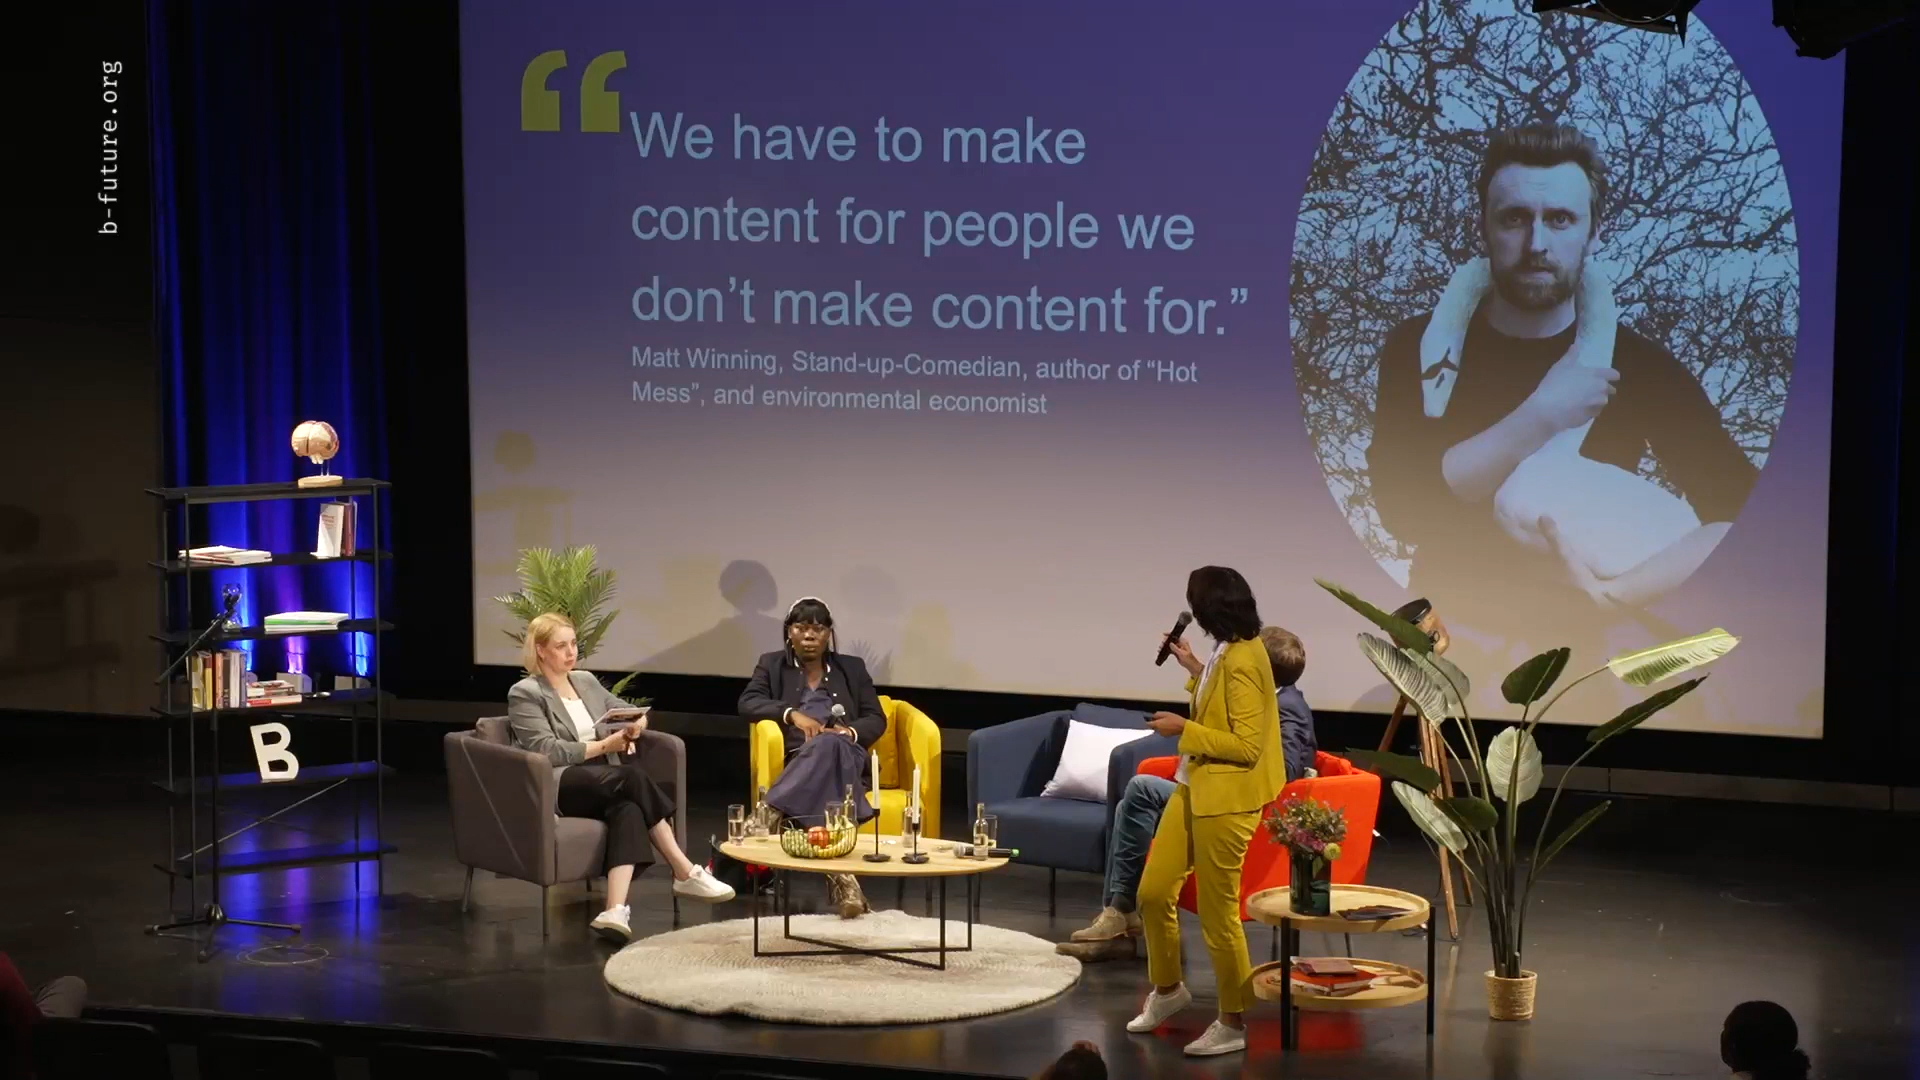 b-future.org
“We have to make
content for people we
don’t make content for.”
Matt Winning, Stand-up-Comedian, author of “Hot
Mess”, and environmental economist
B